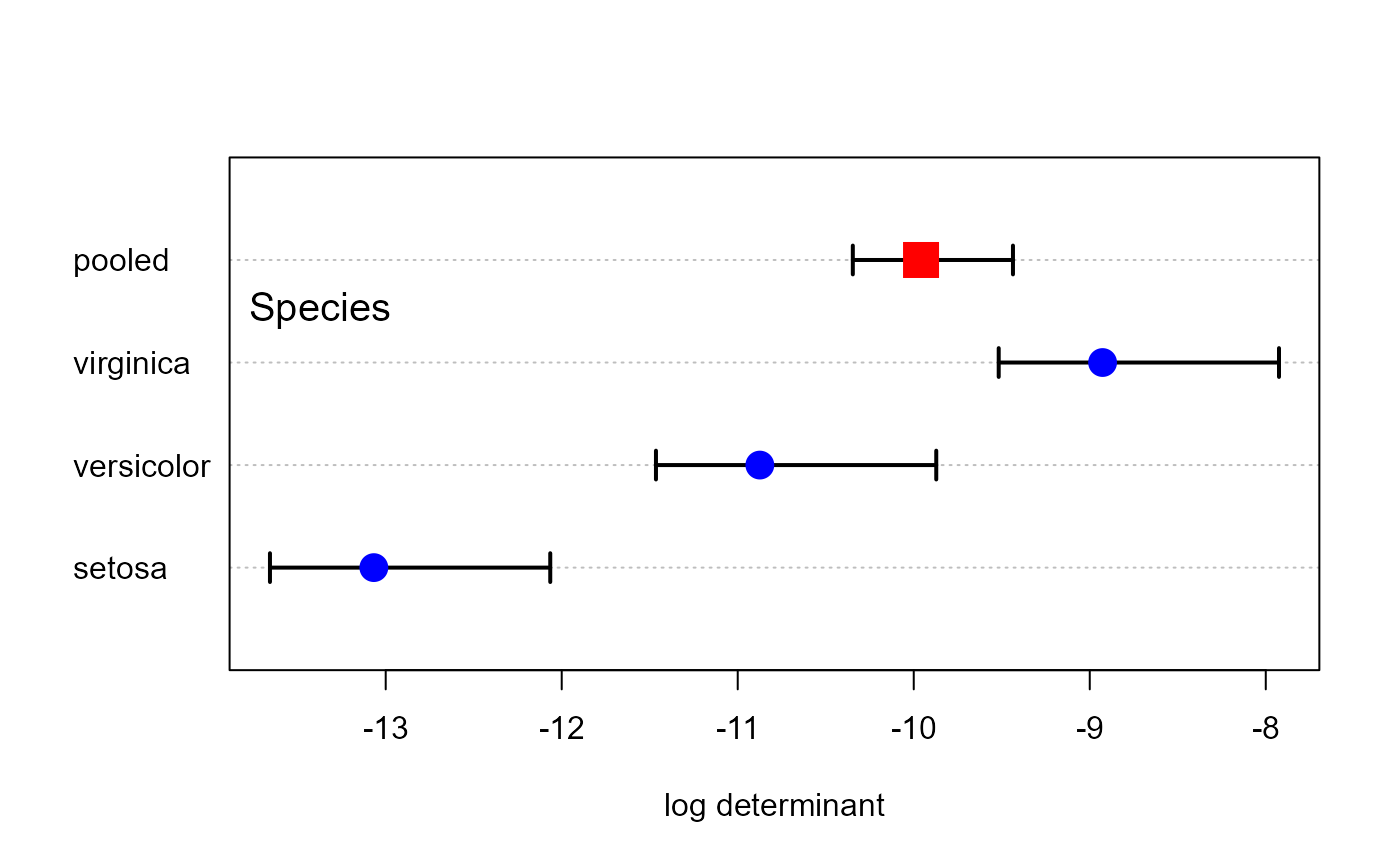 pooled
Species
virginica
versicolor
setosa
-13 -12 -11 -10 -9 -8
log determinant